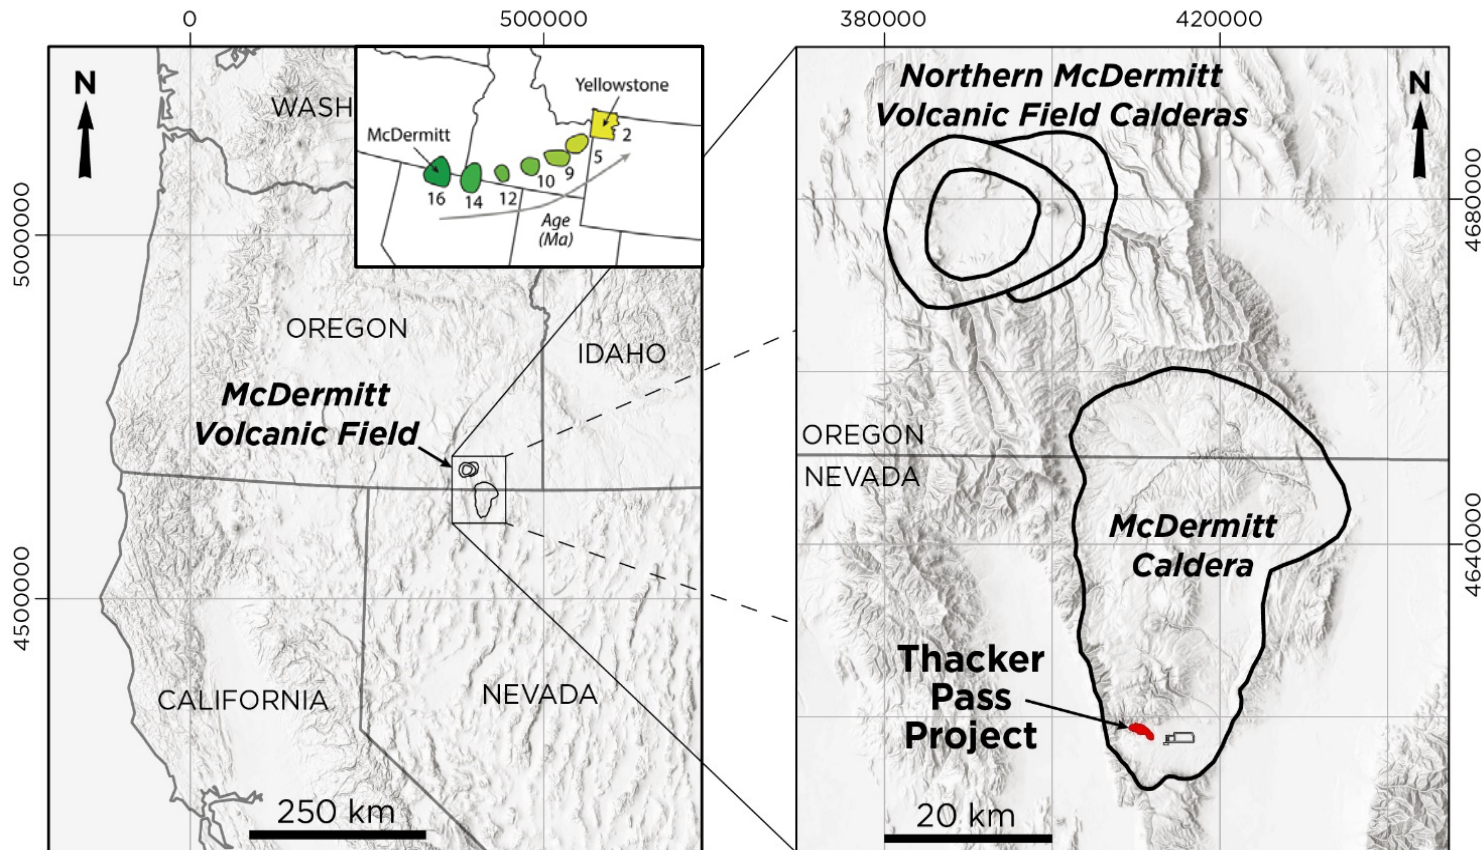 0
500000
N
WASH
McDermitt
Yellowstone
2
5
9
10
12
14
16
Age
(Ma)
5000000
OREGON
IDAHO
McDermitt
Volcanic Field
4500000
CALIFORNIA
NEVADA
250 km
380000
420000
Northern McDermitt
Volcanic Field Calderas
N
4680000
OREGON
NEVADA
McDermitt
Caldera
4640000
Thacker
Pass
Project
20 km